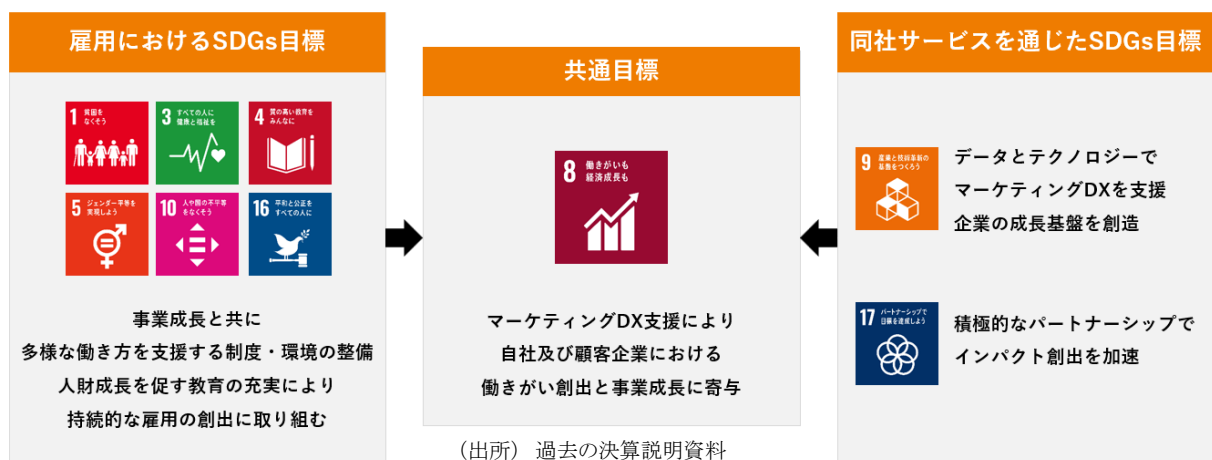 雇用におけるSDGs目標
1 貧困を
なくそう
3 すべての人に
健康と福祉を
4 質の高い教育を
みんなに
5 ジェンダー平等を
実現しよう
10 人や国の不平等
をなくそう
16 平和と公正を
すべての人に
事業成長と共に
多様な働き方を支援する制度・環境の整備
人財成長を促す教育の充実により
持続的な雇用の創出に取り組む
共通目標
8 働きがいも
経済成長も
マーケティングDX支援により
自社及び顧客企業における
働きがい創出と事業成長に寄与
同社サービスを通じたSDGs目標
9 産業と技術革新の
基盤をつくろう
データとテクノロジーで
マーケティングDXを支援
企業の成長基盤を創造
17 パートナーシップで
目標を達成しよう
積極的なパートナーシップで
インパクト創出を加速
（出所） 過去の決算説明資料